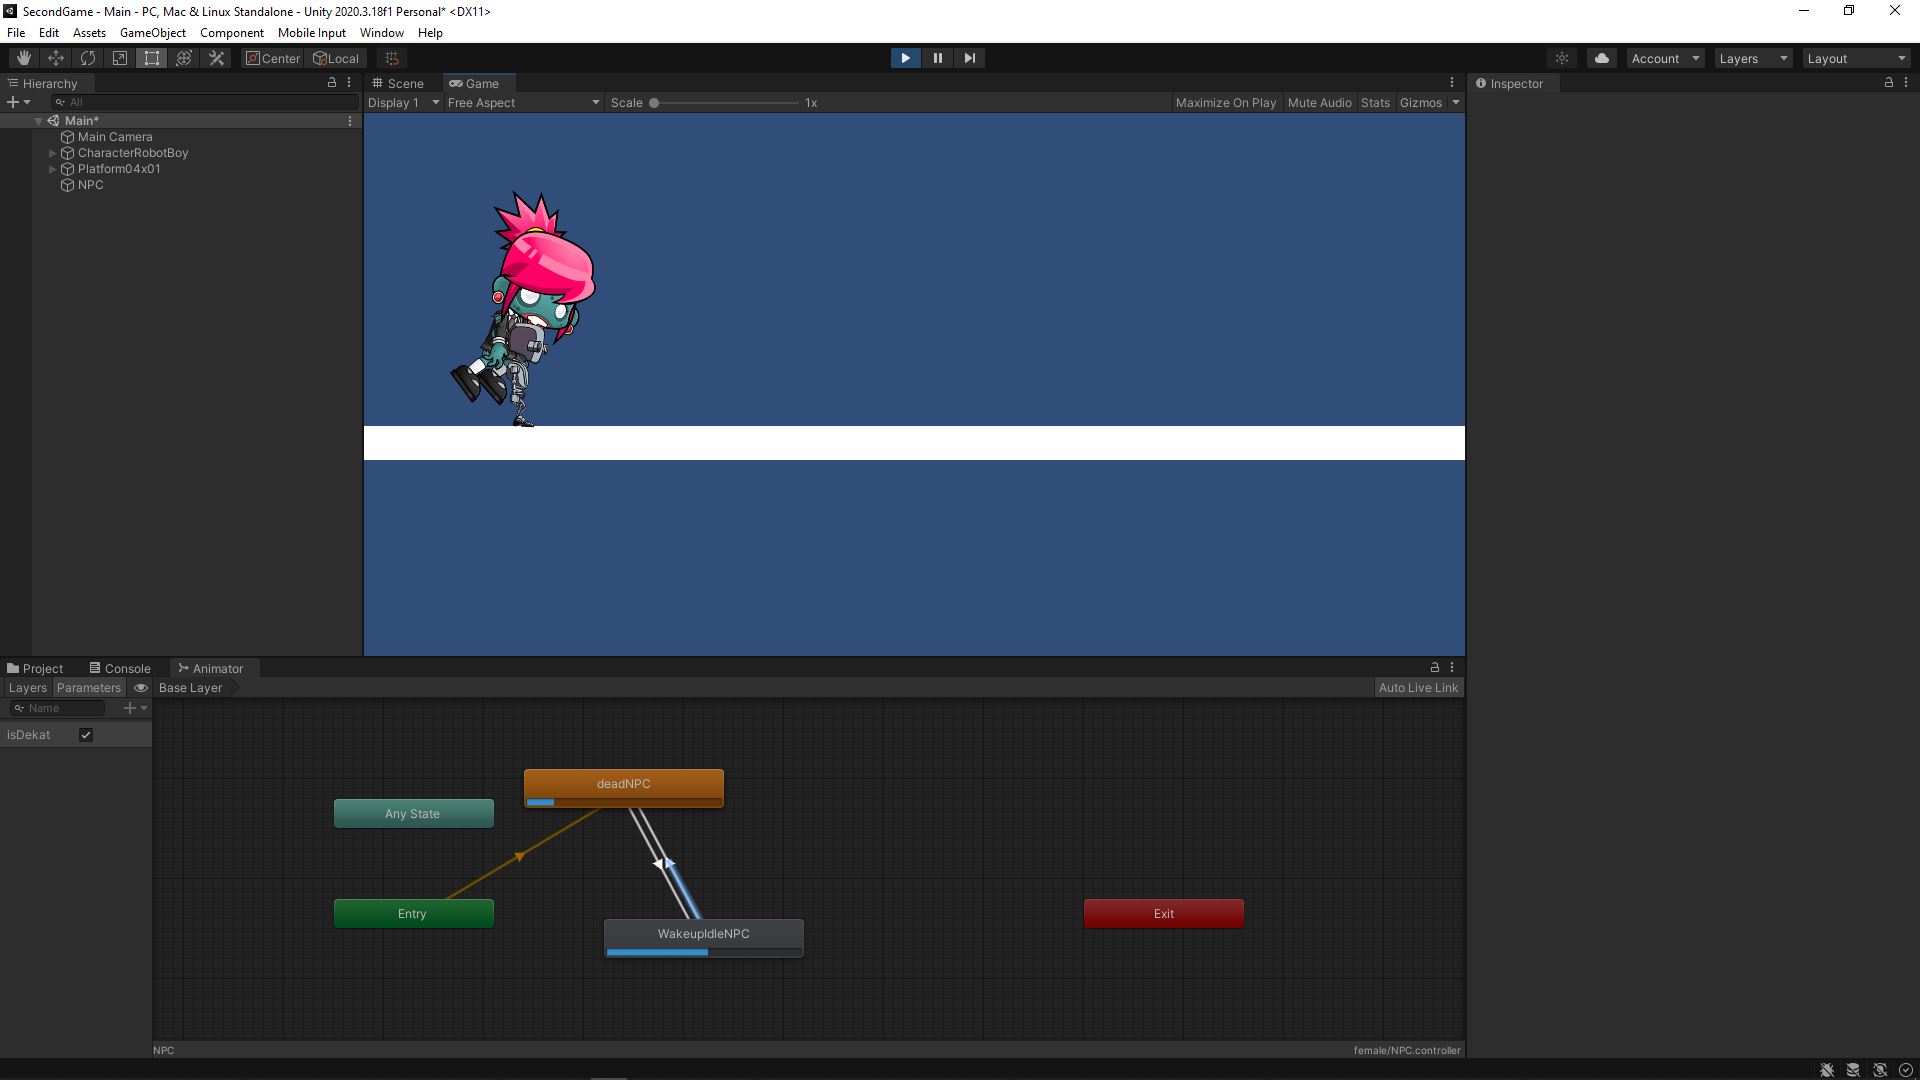 SecondGame - Main - PC, Mac & Linux Standalone - Unity 2020.3.18f1 Personal* <DX11>
File Edit Assets GameObject Component Mobile Input Window Help
Center Local Account Layers Layout
Hierarchy Scene Game Inspector
All Display 1 Free Aspect Scale 1x Maximize On Play Mute Audio Stats Gizmos
Main*
Main Camera
CharacterRobotBoy
Platform04x01
NPC
Project Console Animator
Layers Parameters Base Layer Auto Live Link
Name
isDekat
deadNPC
Any State
Entry
Exit
WakeupIdleNPC
NPC female/NPC.controller